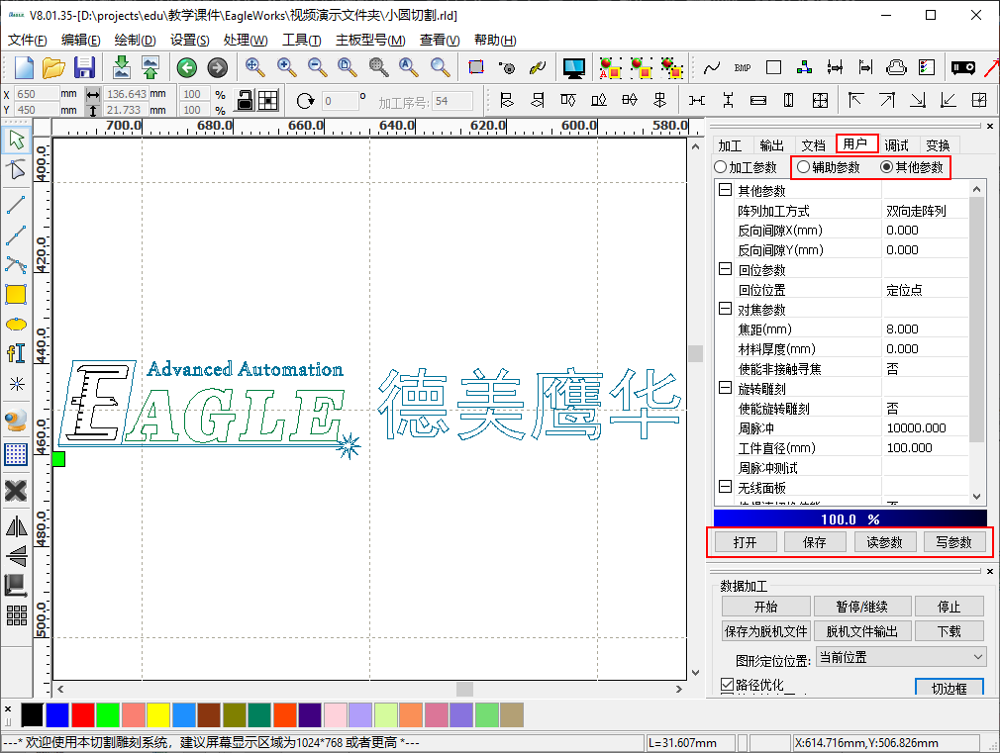 V8.01.35-[D:\projects\edu\教学课件\EagleWorks\视频演示文件夹\小圆切割.rld]
文件(F) 编辑(E) 绘制(D) 设置(S) 处理(W) 工具(T) 主板型号(M) 查看(V) 帮助(H)
BMP
X 650 mm 136.643 mm 100 %
Y 450 mm 21.733 mm 100 %
0 ° 加工序号: 54
700.0 680.0 660.0 640.0 620.0 600.0 580.0
400.0
420.0
440.0
460.0
480.0
500.0
Advanced Automation
EAGLE
德美鹰华
加工 输出 文档 用户 调试 变换
加工参数 辅助参数 其他参数
其他参数
阵列加工方式 双向走阵列
反向间隙X(mm) 0.000
反向间隙Y(mm) 0.000
回位参数
回位位置 定位点
对焦参数
焦距(mm) 8.000
材料厚度(mm) 0.000
使能非接触寻焦 否
旋转雕刻
使能旋转雕刻 否
周脉冲 10000.000
工件直径(mm) 100.000
周脉冲测试
无线面板
100.0 %
打开 保存 读参数 写参数
数据加工
开始 暂停/继续 停止
保存为脱机文件 脱机文件输出 下载
图形定位位置: 当前位置
路径优化
切边框
---* 欢迎使用本切割雕刻系统，建议屏幕显示区域为1024*768 或者更高 *---
L=31.607mm
X:614.716mm,Y:506.826mm